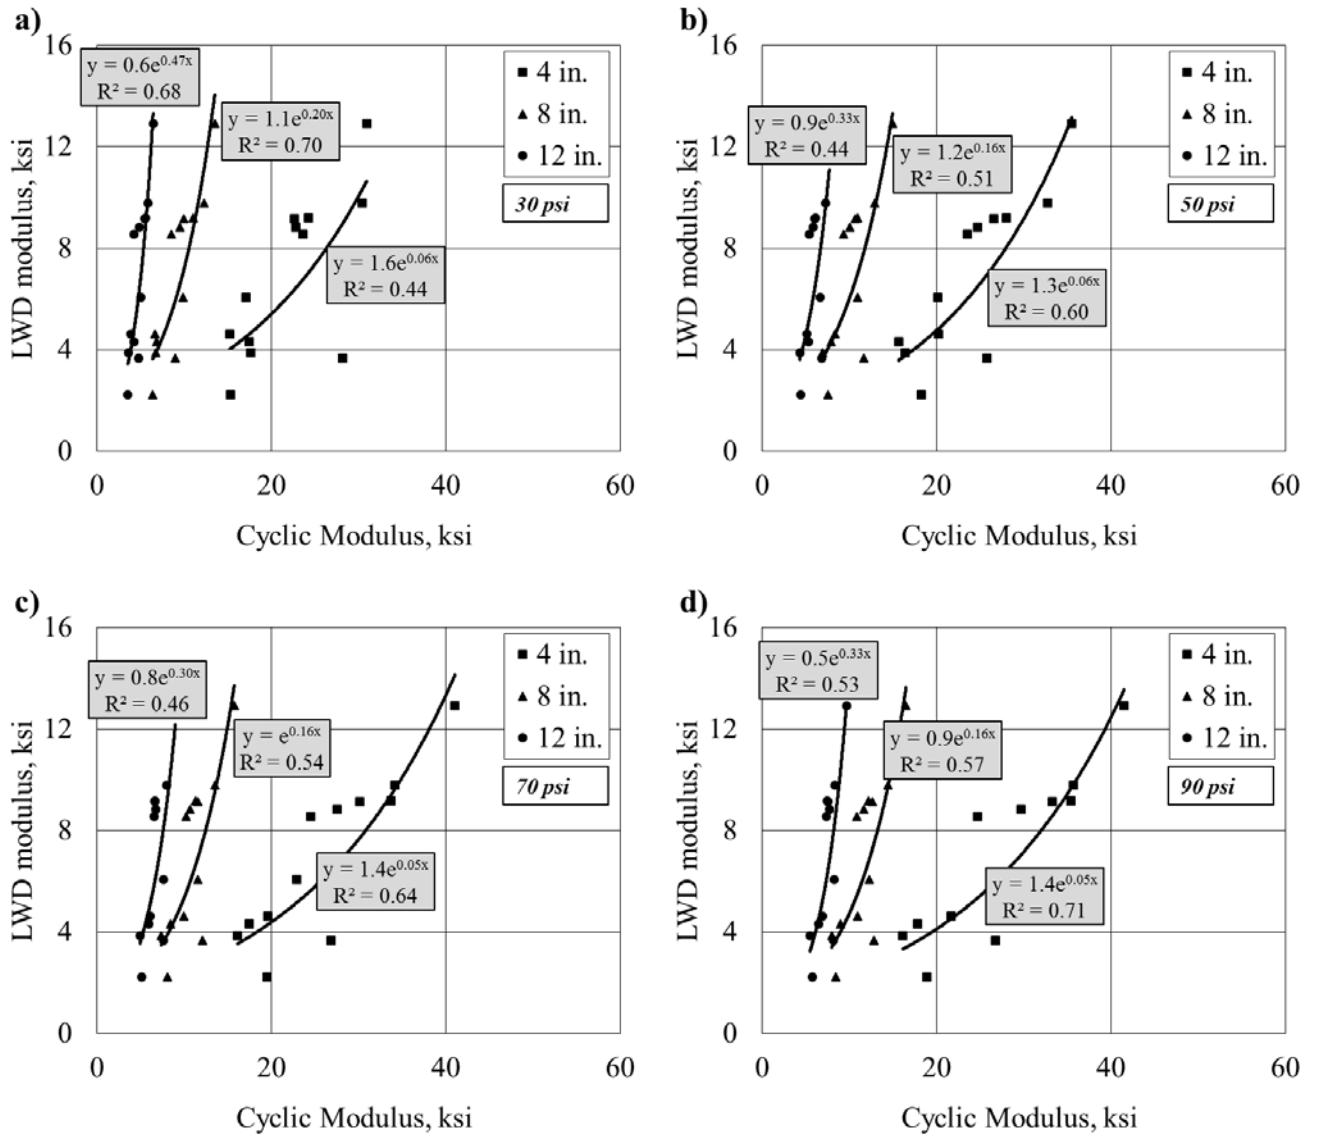 a)
16
12
8
4
0
LWD modulus, ksi
y = 0.6e^0.47x
R² = 0.68
y = 1.1e^0.20x
R² = 0.70
y = 1.6e^0.06x
R² = 0.44
4 in.
8 in.
12 in.
30 psi
0 20 40 60
Cyclic Modulus, ksi
b)
16
12
8
4
0
LWD modulus, ksi
y = 0.9e^0.33x
R² = 0.44
y = 1.2e^0.16x
R² = 0.51
y = 1.3e^0.06x
R² = 0.60
4 in.
8 in.
12 in.
50 psi
0 20 40 60
Cyclic Modulus, ksi
c)
16
12
8
4
0
LWD modulus, ksi
y = 0.8e^0.30x
R² = 0.46
y = e^0.16x
R² = 0.54
y = 1.4e^0.05x
R² = 0.64
4 in.
8 in.
12 in.
70 psi
0 20 40 60
Cyclic Modulus, ksi
d)
16
12
8
4
0
LWD modulus, ksi
y = 0.5e^0.33x
R² = 0.53
y = 0.9e^0.16x
R² = 0.57
y = 1.4e^0.05x
R² = 0.71
4 in.
8 in.
12 in.
90 psi
0 20 40 60
Cyclic Modulus, ksi